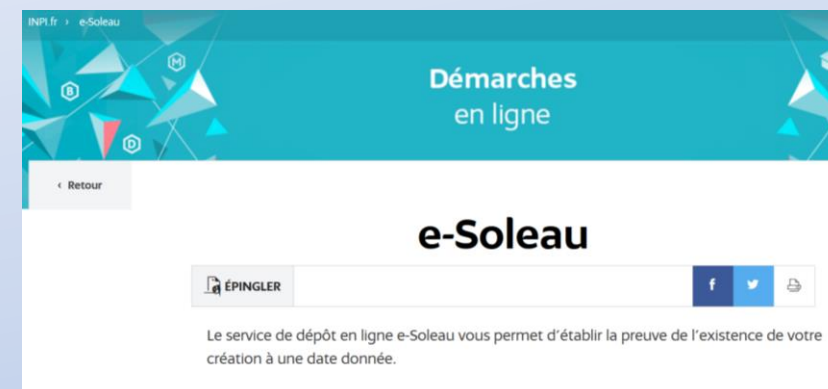 INPI.fr › e-Soleau
M
B
D
Démarches
en ligne
‹ Retour
e-Soleau
ÉPINGLER
f
Le service de dépôt en ligne e-Soleau vous permet d'établir la preuve de l'existence de votre
création à une date donnée.